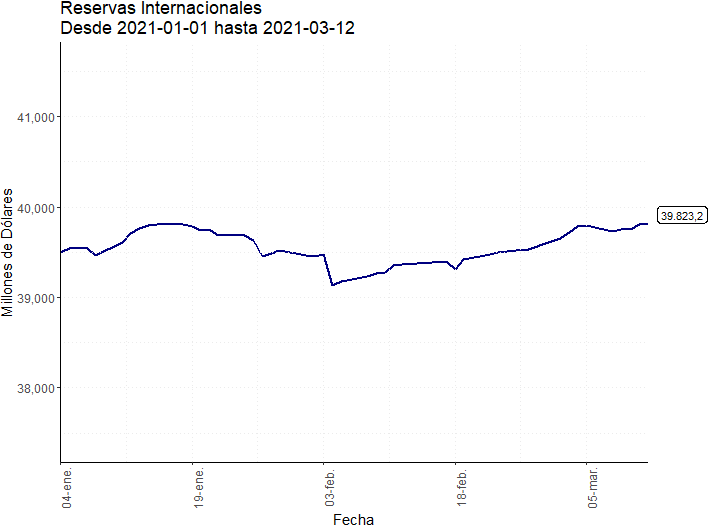 Reservas Internacionales
Desde 2021-01-01 hasta 2021-03-12
Millones de Dólares
41,000
40,000
39,000
38,000
39.823,2
04-ene.
19-ene.
03-feb.
18-feb.
05-mar.
Fecha